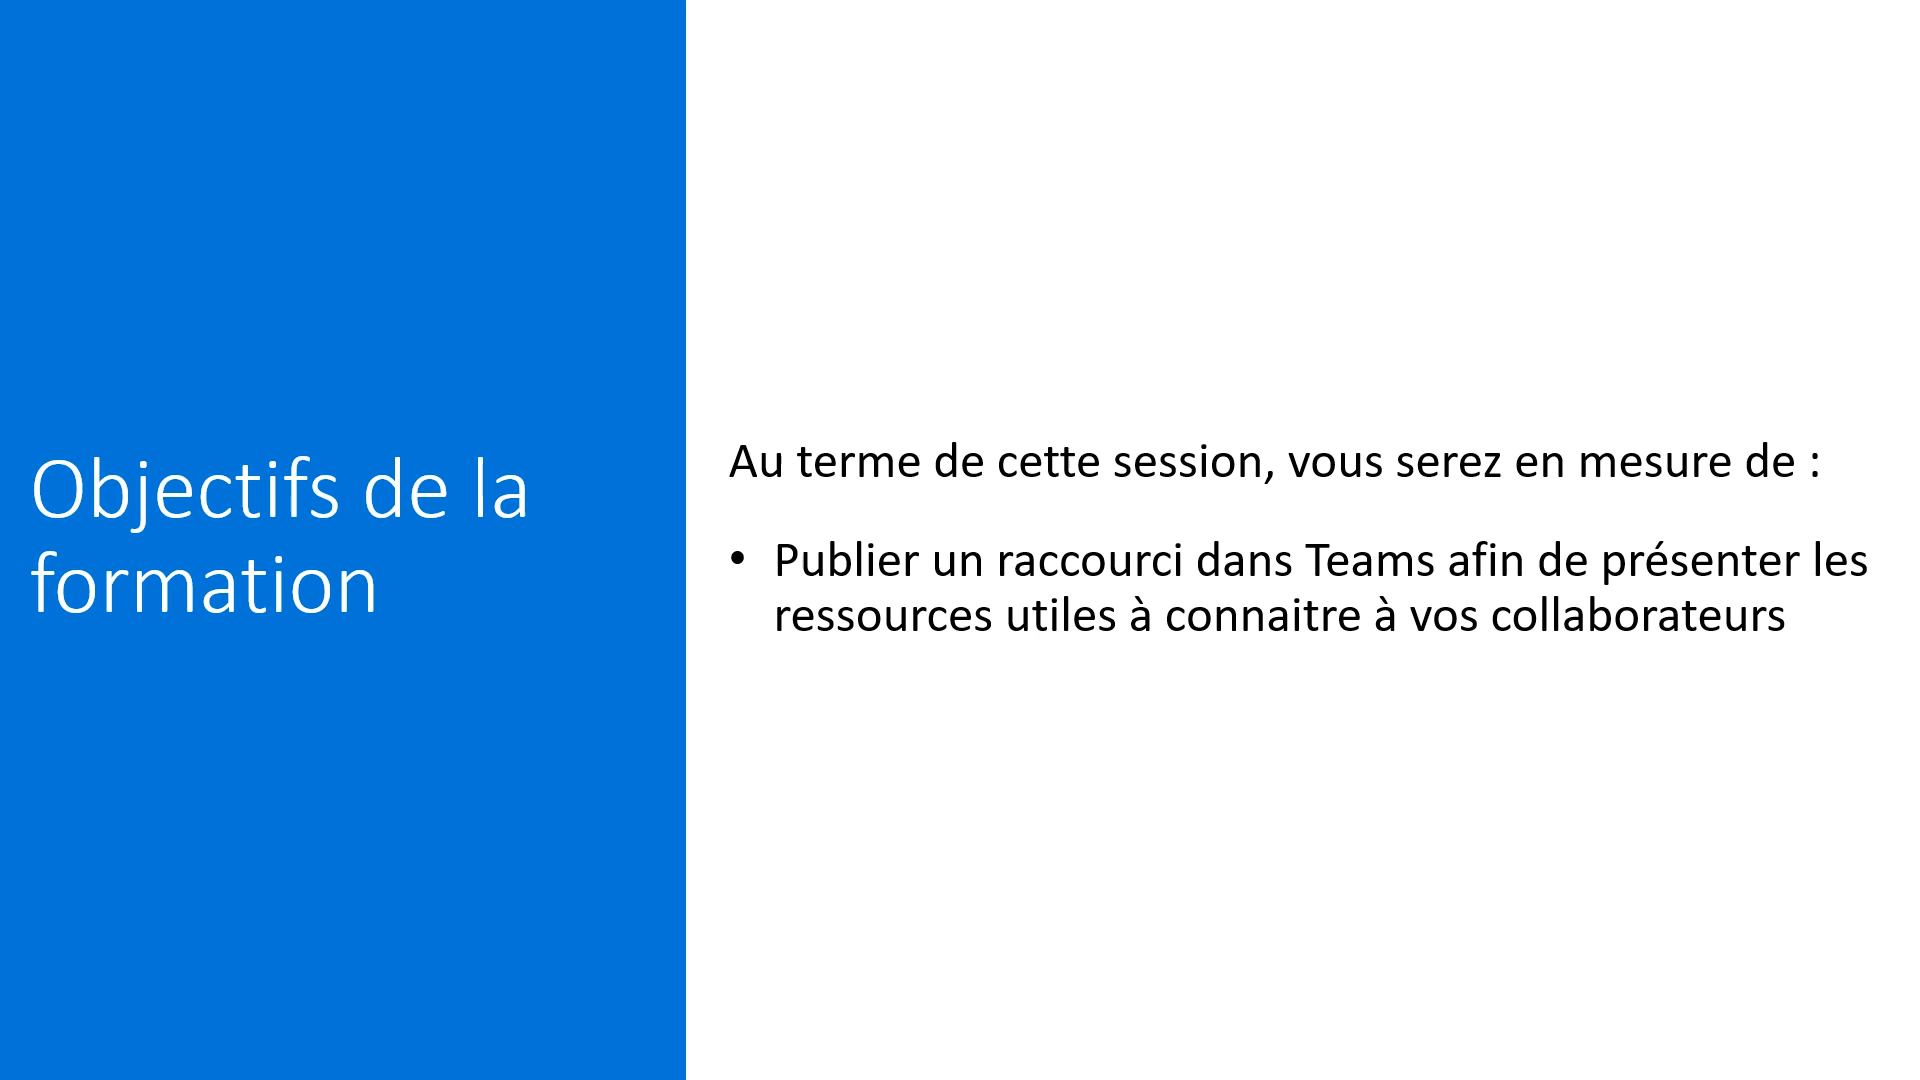 Objectifs de la
formation
Au terme de cette session, vous serez en mesure de :
• Publier un raccourci dans Teams afin de présenter les
ressources utiles à connaitre à vos collaborateurs